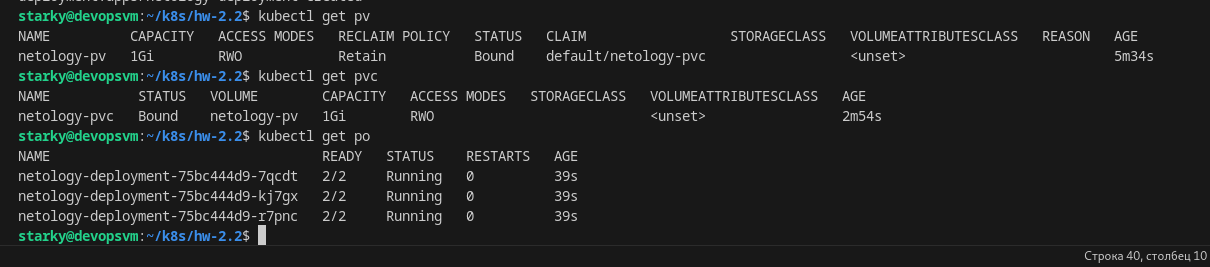 starky@devopsvm:~/k8s/hw-2.2$ kubectl get pv
NAME CAPACITY ACCESS MODES RECLAIM POLICY STATUS CLAIM STORAGECLASS VOLUMEATTRIBUTESCLASS REASON AGE
netology-pv 1Gi RWO Retain Bound default/netology-pvc <unset> 5m34s
starky@devopsvm:~/k8s/hw-2.2$ kubectl get pvc
NAME STATUS VOLUME CAPACITY ACCESS MODES STORAGECLASS VOLUMEATTRIBUTESCLASS AGE
netology-pvc Bound netology-pv 1Gi RWO <unset> 2m54s
starky@devopsvm:~/k8s/hw-2.2$ kubectl get po
NAME READY STATUS RESTARTS AGE
netology-deployment-75bc444d9-7qcdt 2/2 Running 0 39s
netology-deployment-75bc444d9-kj7gx 2/2 Running 0 39s
netology-deployment-75bc444d9-r7pnc 2/2 Running 0 39s
starky@devopsvm:~/k8s/hw-2.2$
Строка 40, столбец 10